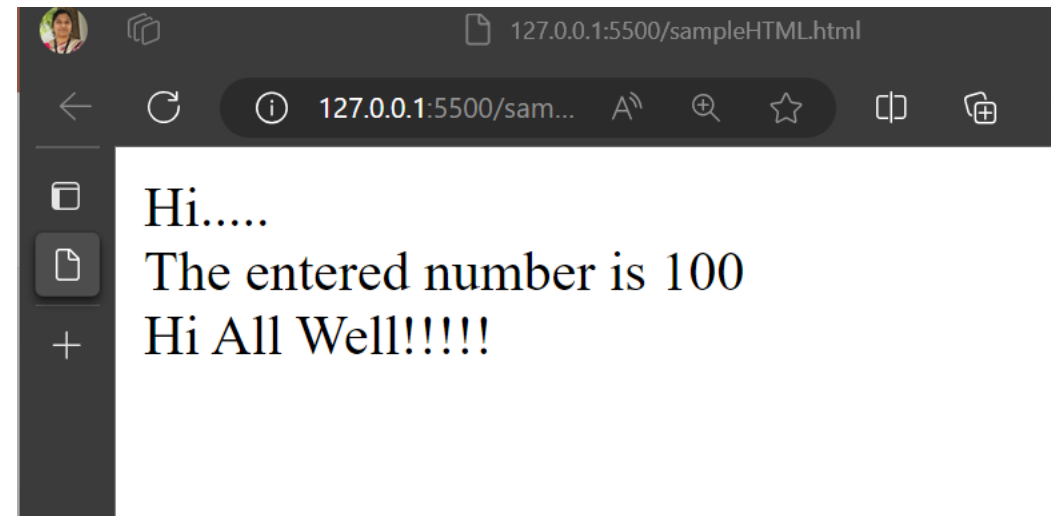 127.0.0.1:5500/sampleHTML.html
127.0.0.1:5500/sam...
Hi.....
The entered number is 100
Hi All Well!!!!!